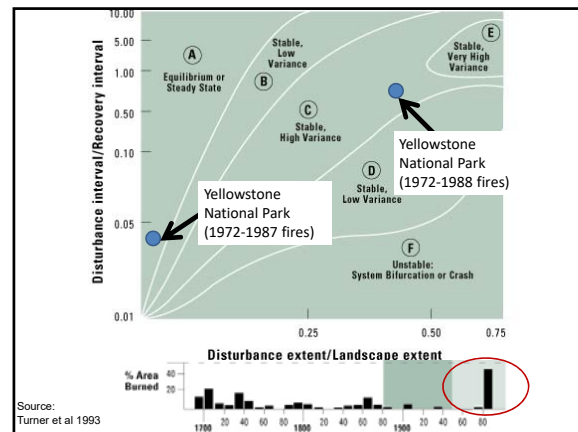 Disturbance interval/Recovery interval
10.00
5.00
1.00
0.50
0.10
0.05
0.01
A
Equilibrium or
Steady State
Stable,
Low
Variance
B
C
Stable,
High Variance
E
Stable,
Very High
Variance
Yellowstone
National Park
(1972-1988 fires)
D
Stable,
Low Variance
Yellowstone
National Park
(1972-1987 fires)
F
Unstable:
System Bifurcation or Crash
0.25
0.50
0.75
Disturbance extent/Landscape extent
% Area
Burned
40
20
1700 20 40 60 80 1800 20 40 60 80 1900 20 40 60 80
Source:
Turner et al 1993